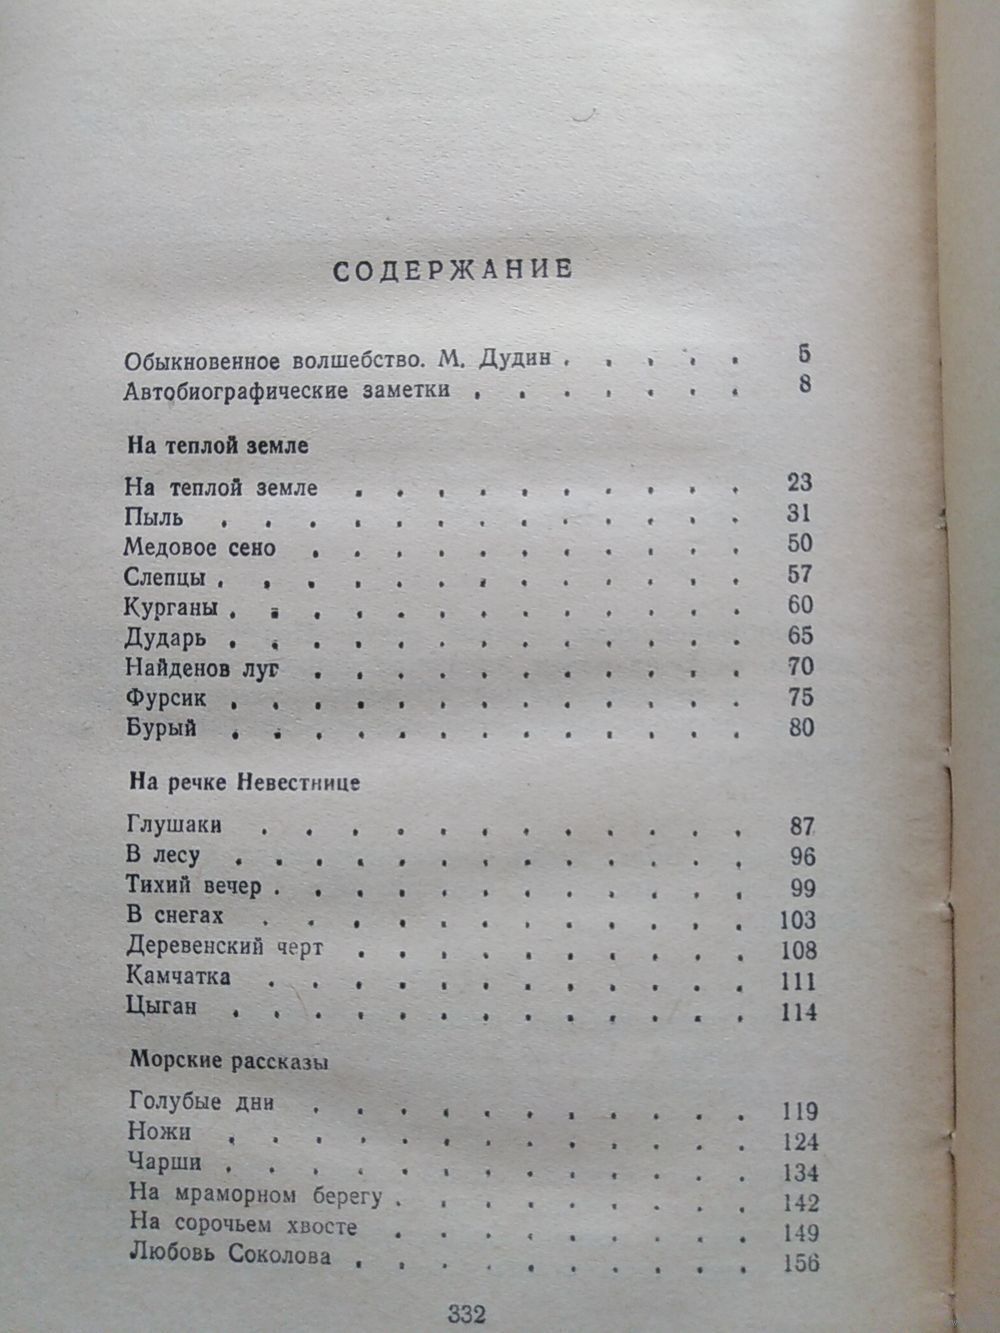 СОДЕРЖАНИЕ
Обыкновенное волшебство. М. Дудин . . . . . 5
Автобиографические заметки . . . . . . . 8
На теплой земле
На теплой земле . . . . . . . . . . 23
Пыль . . . . . . . . . . . . . 31
Медовое сено . . . . . . . . . . . 50
Слепцы . . . . . . . . . . . . . 57
Курганы . . . . . . . . . . . . . 60
Дударь . . . . . . . . . . . . . 65
Найденов луг . . . . . . . . . . . 70
Фурсик . . . . . . . . . . . . . 75
Бурый . . . . . . . . . . . . . 80
На речке Невестнице
Глушаки . . . . . . . . . . . . 87
В лесу . . . . . . . . . . . . . 96
Тихий вечер . . . . . . . . . . . . 99
В снегах . . . . . . . . . . . . 103
Деревенский черт . . . . . . . . . . 108
Камчатка . . . . . . . . . . . . 111
Цыган . . . . . . . . . . . . . 114
Морские рассказы
Голубые дни . . . . . . . . . . . 119
Ножи . . . . . . . . . . . . . 124
Чарши . . . . . . . . . . . . . 134
На мраморном берегу . . . . . . . . . 142
На сорочьем хвосте . . . . . . . . . 149
Любовь Соколова . . . . . . . . . . 156
332